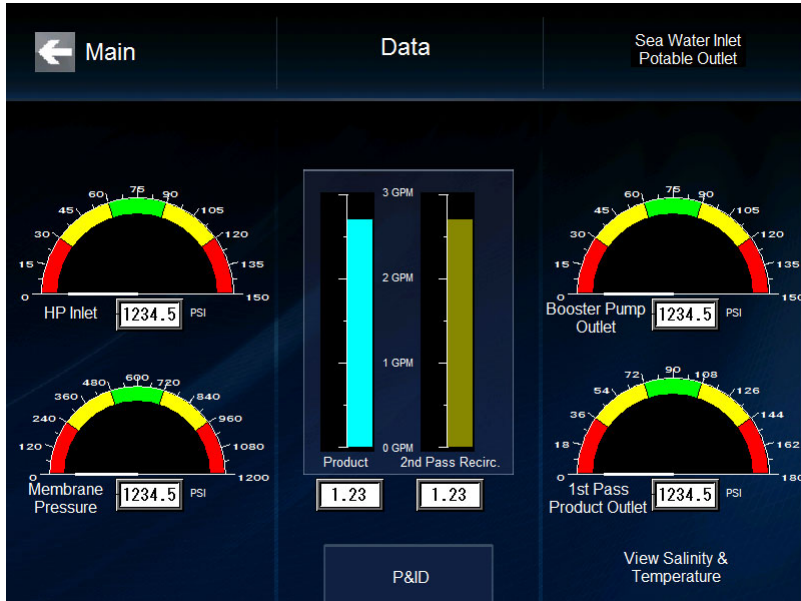 Main
Data
Sea Water Inlet
Potable Outlet
0 15 30 45 60 75 90 105 120 135 150
HP Inlet
1234.5
PSI
0 120 240 360 480 600 720 840 960 1080 1200
Membrane
Pressure
1234.5
PSI
3 GPM
2 GPM
1 GPM
0 GPM
Product
2nd Pass Recirc.
1.23
1.23
P&ID
0 15 30 45 60 75 90 105 120 135 150
Booster Pump
Outlet
1234.5
PSI
0 18 36 54 72 90 108 126 144 162 180
1st Pass
Product Outlet
1234.5
PSI
View Salinity &
Temperature